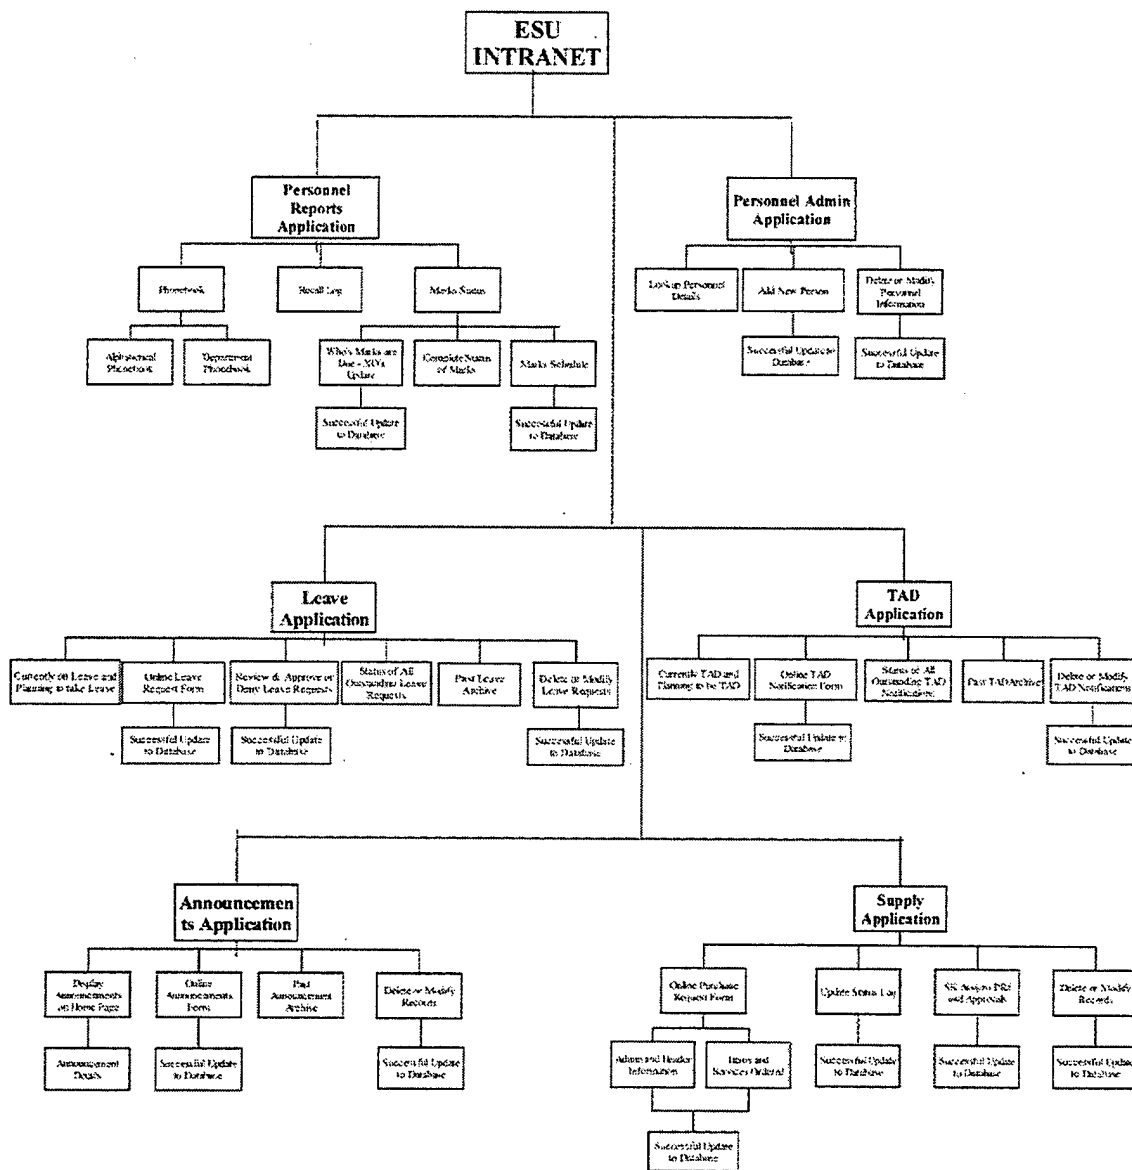 ESU
INTRANET
Personnel
Reports
Application
Personnel Admin
Application
Phonebook
Recall Log
Marks Status
Lookup Personnel
Details
Add New Person
Delete or Modify
Personnel
Information
Alphabetical
Phonebook
Department
Phonebook
Who's Marks are
Due - XO's
Update
Complete Status
of Marks
Marks Schedule
Successful Update to
Database
Successful Update
to Database
Successful Update
to Database
Successful Update
to Database
Leave
Application
TAD
Application
Currently on Leave and
Planning to take Leave
Online Leave
Request Form
Review & Approve or
Deny Leave Requests
Status of All
Outstanding Leave
Requests
Past Leave
Archive
Delete or Modify
Leave Requests
Currently TAD and
Planning to be TAD
Online TAD
Notification Form
Status of All
Outstanding TAD
Notifications
Past TAD Archive
Delete or Modify
TAD Notifications
Successful Update
to Database
Successful Update
to Database
Successful Update
to Database
Successful Update to
Database
Successful Update
to Database
Announcemen
ts Application
Supply
Application
Display
Announcements
on Home Page
Online
Announcements
Form
Past
Announcement
Archive
Delete or Modify
Records
Online Purchase
Request Form
Update Status Log
SK Assigns PR#
and Approvals
Delete or Modify
Records
Announcement
Details
Successful Update
to Database
Successful Update
to Database
Admin and Header
Information
Items and
Services Ordered
Successful Update
to Database
Successful Update
to Database
Successful Update
to Database
Successful Update
to Database